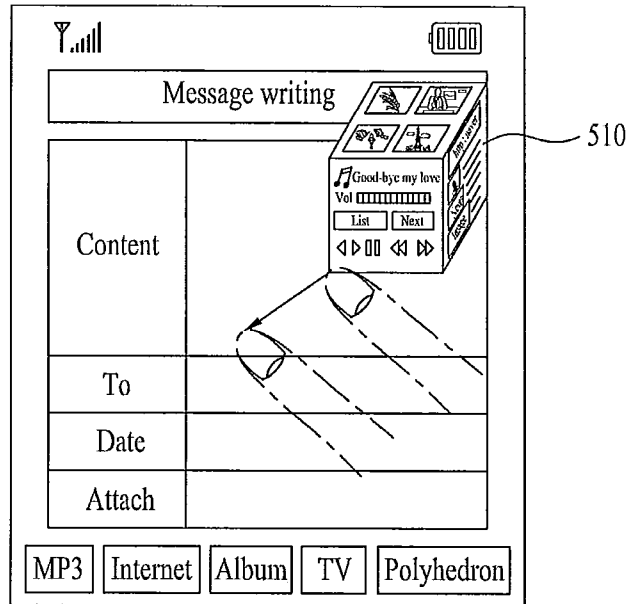 Message writing
510
Good-bye my love
Vol
List Next
Content
To
Date
Attach
MP3 Internet Album TV Polyhedron